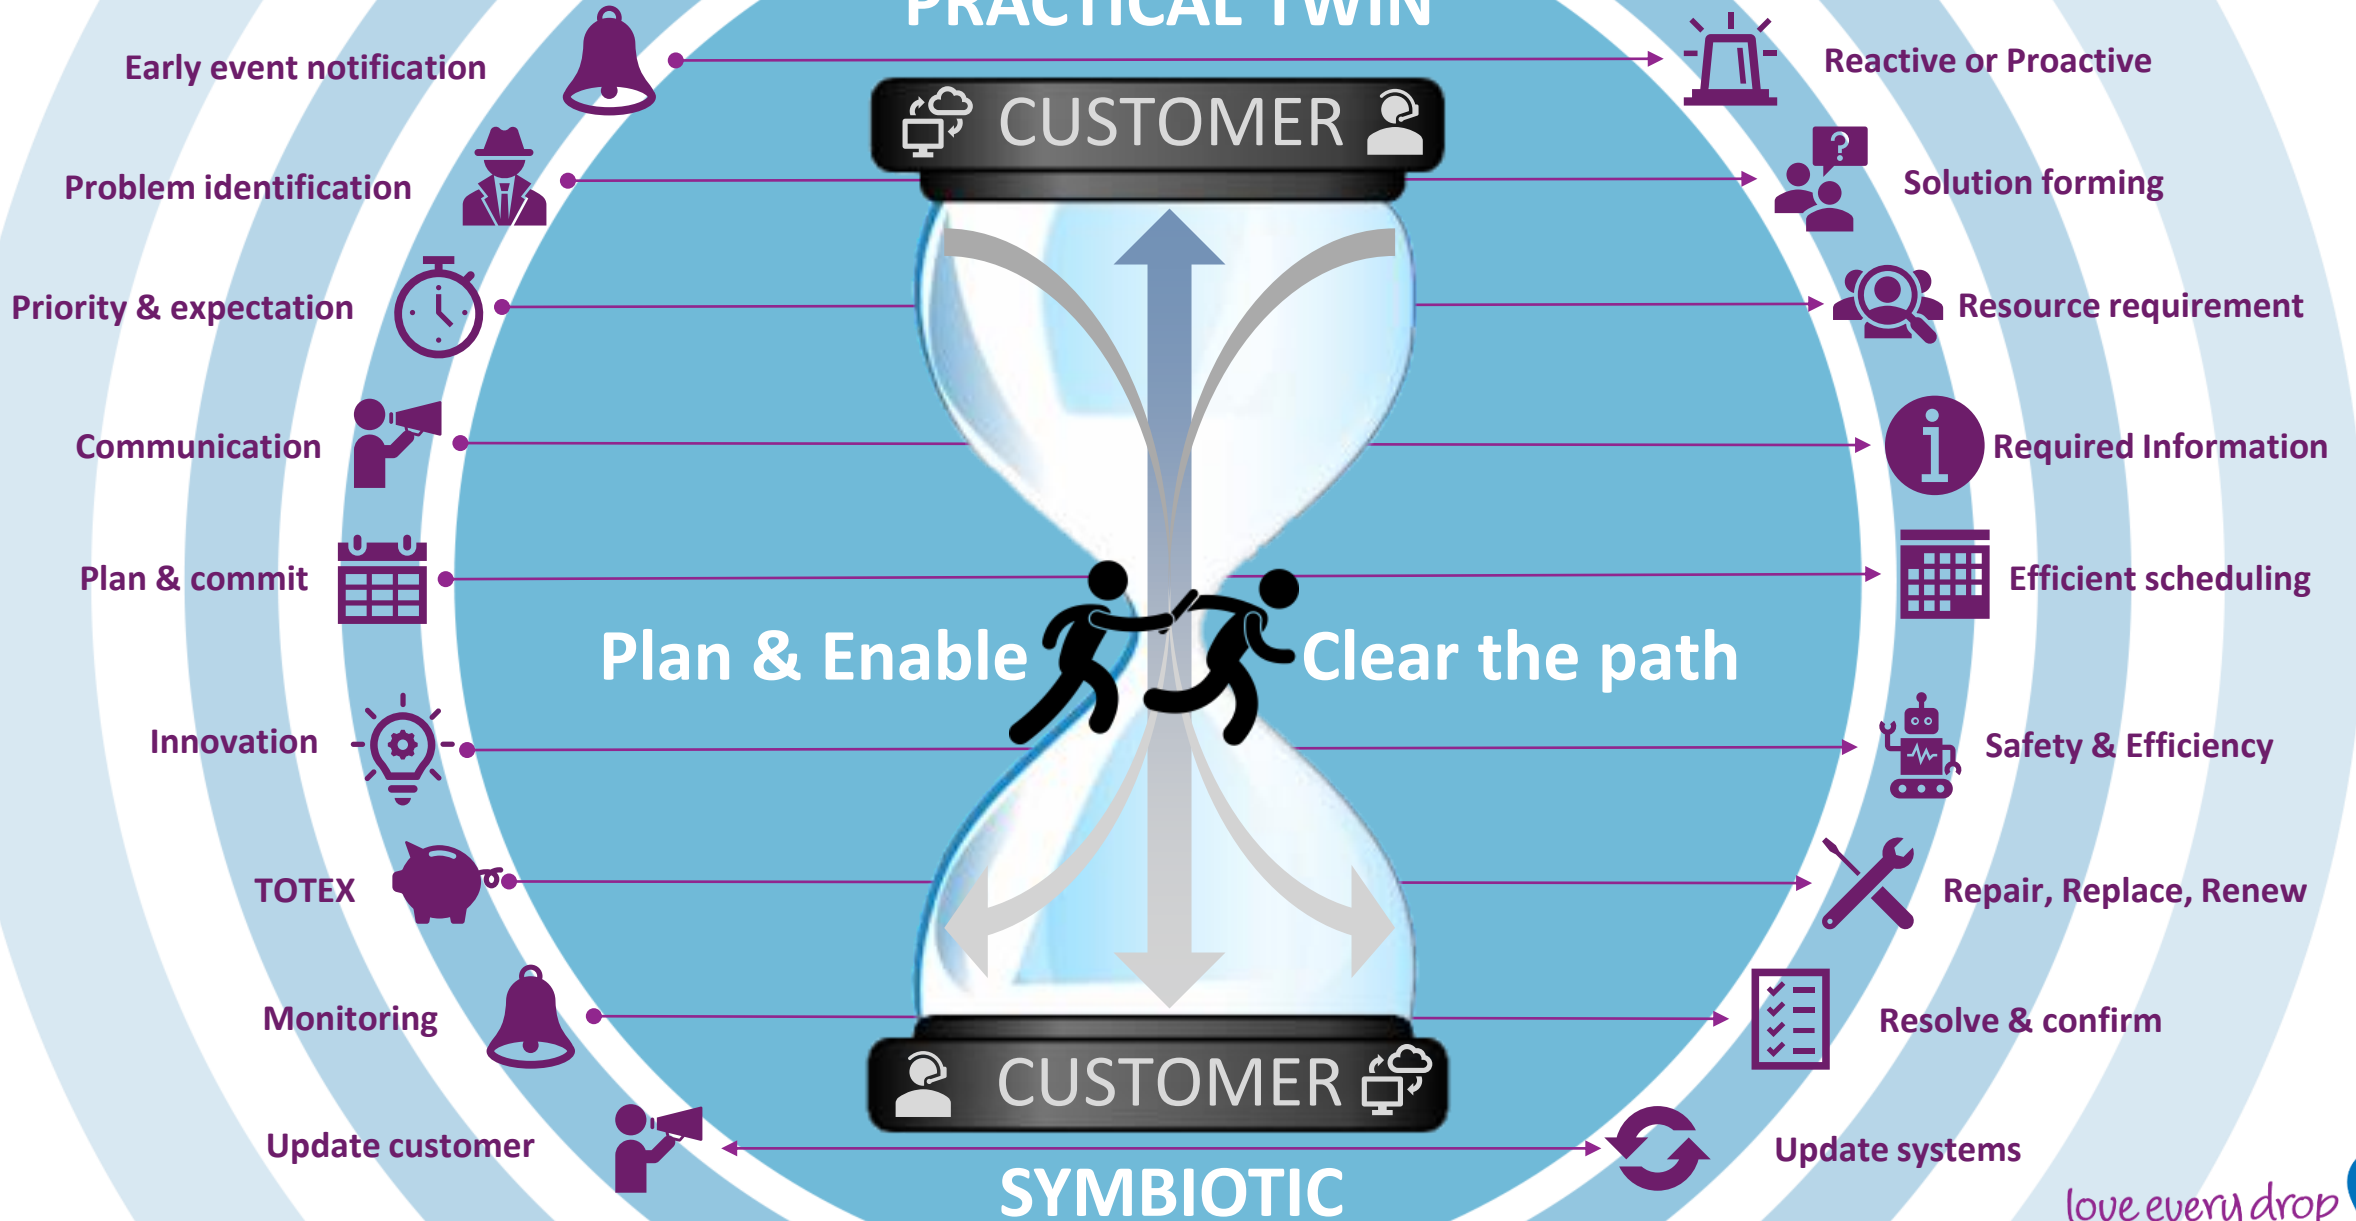 PRACTICAL TWIN
Early event notification
Reactive or Proactive
CUSTOMER
Problem identification
?
Solution forming
Priority & expectation
Resource requirement
Communication
i
Required Information
Plan & commit
Efficient scheduling
Plan & Enable
Clear the path
Innovation
Safety & Efficiency
TOTEX
Repair, Replace, Renew
Monitoring
Resolve & confirm
CUSTOMER
Update customer
Update systems
SYMBIOTIC
love every drop